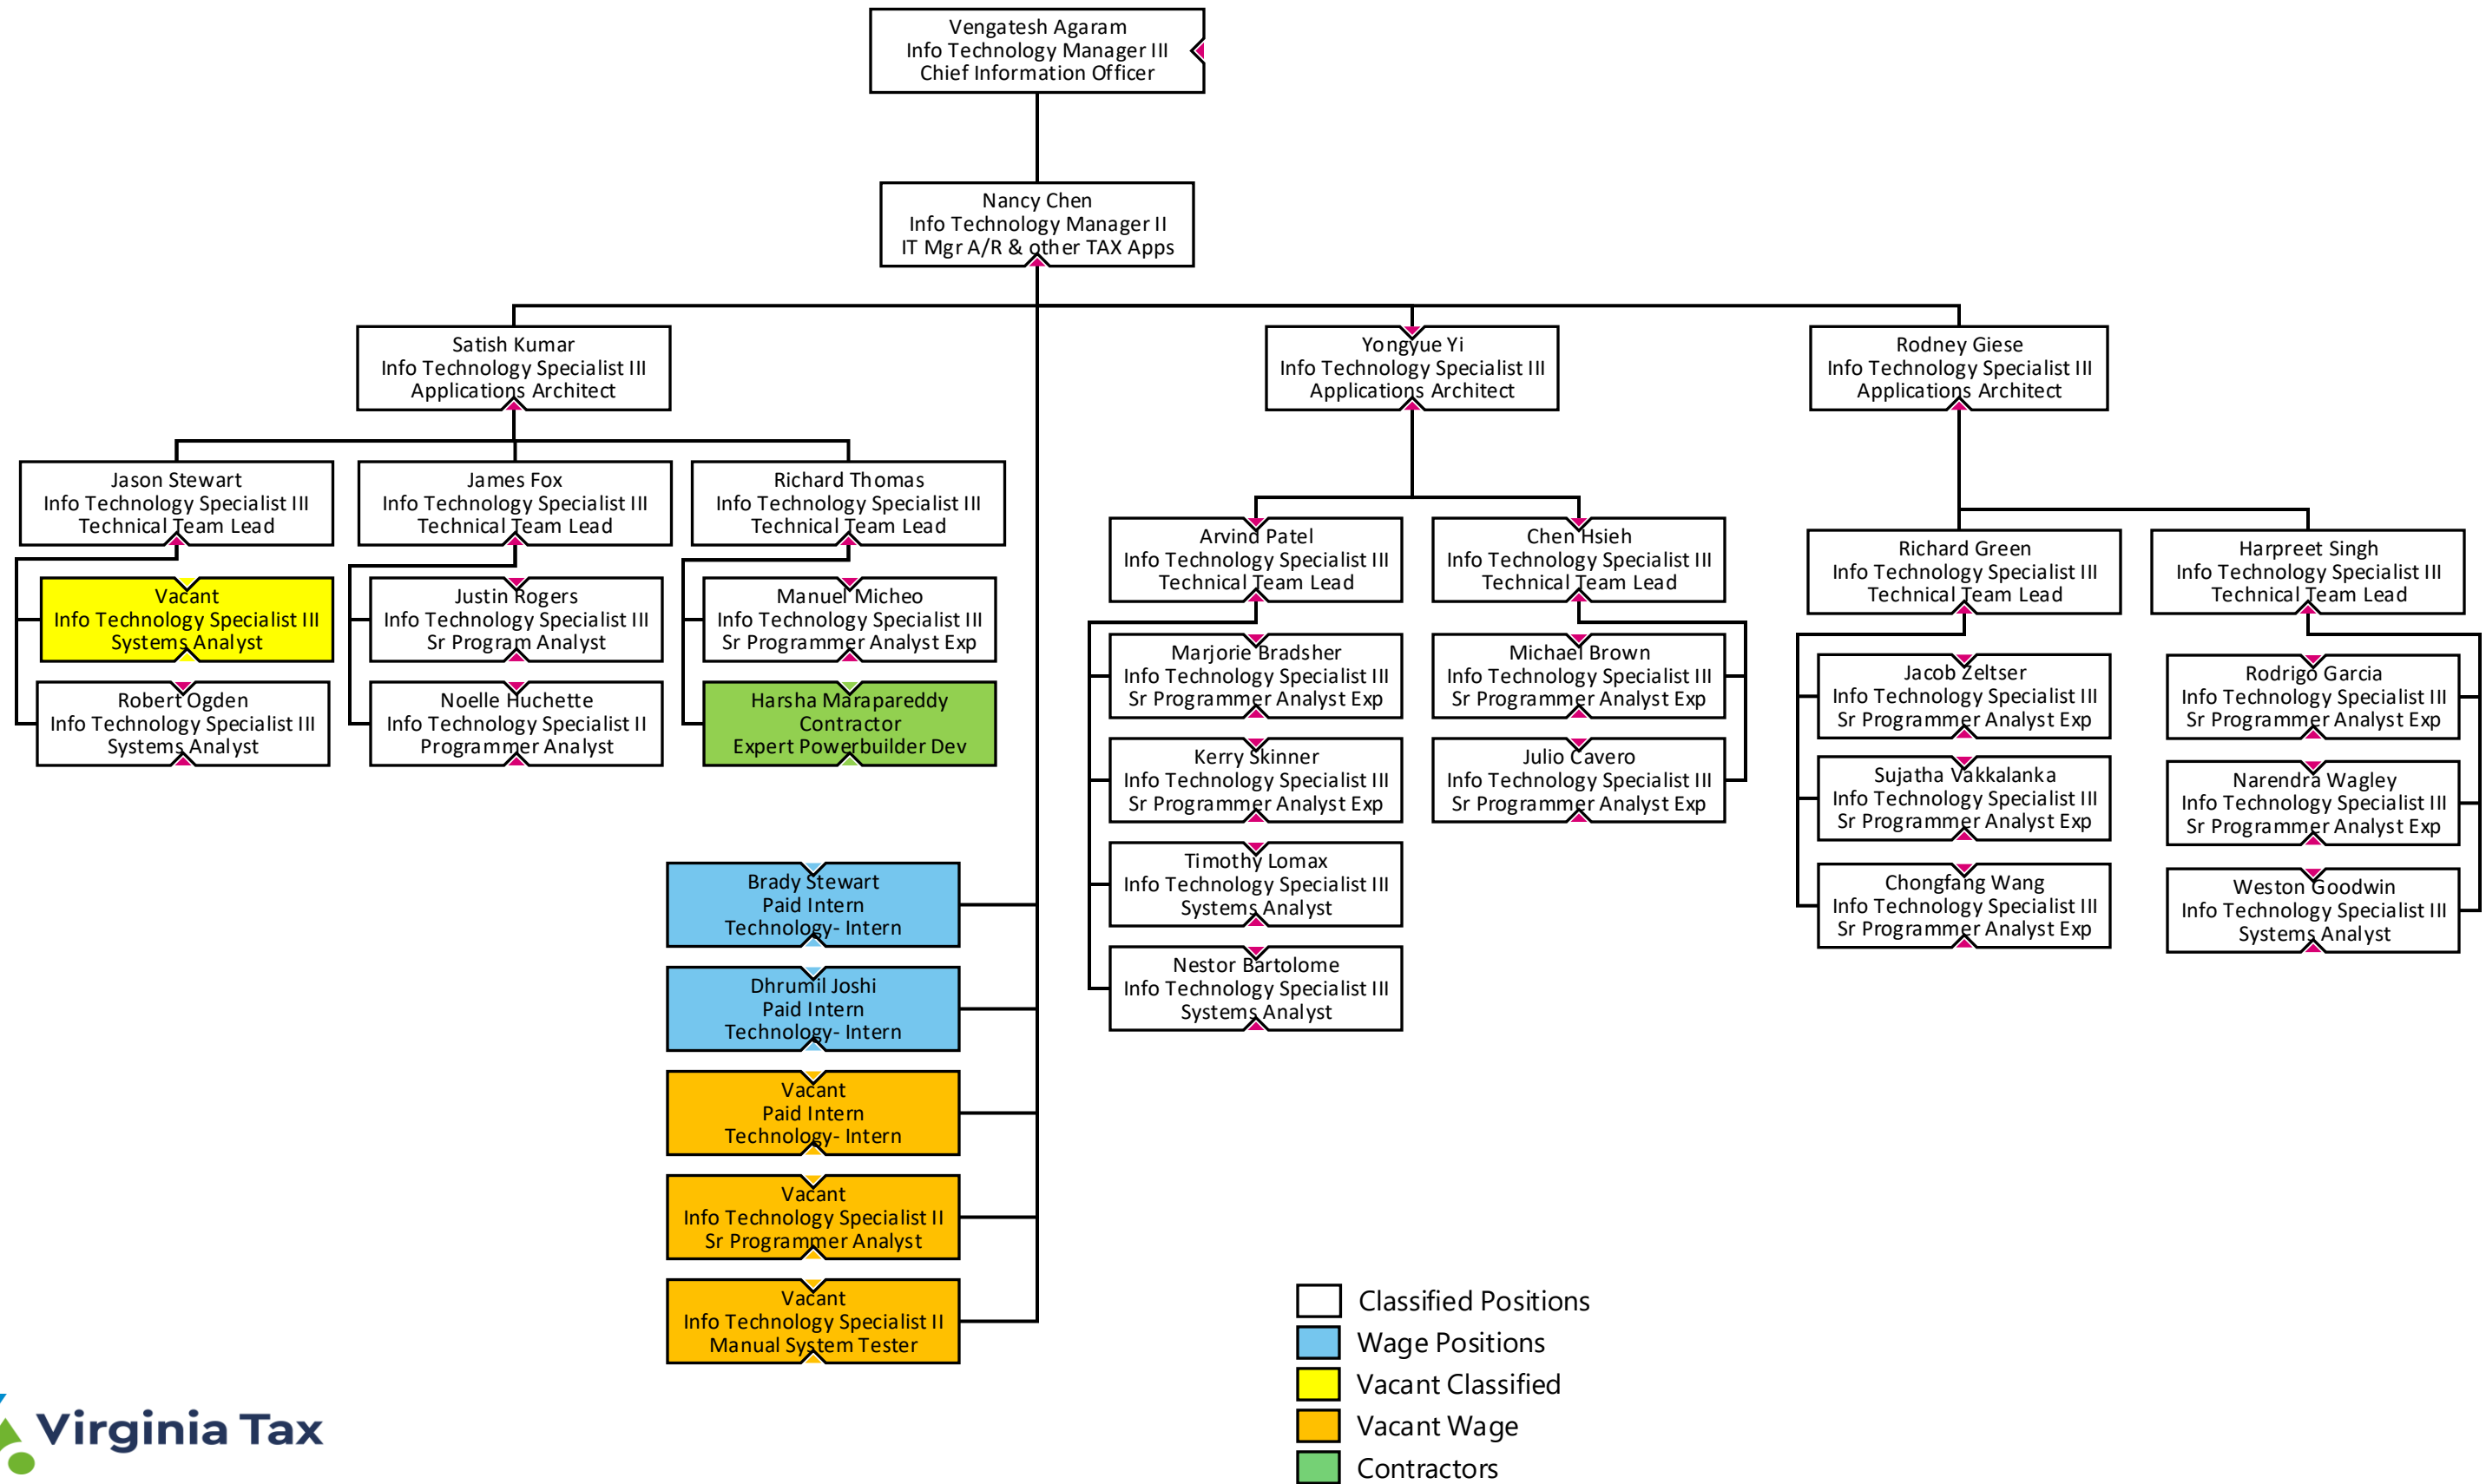 Vengatesh Agaram
Info Technology Manager III
Chief Information Officer
Nancy Chen
Info Technology Manager II
IT Mgr A/R & other TAX Apps
Satish Kumar
Info Technology Specialist III
Applications Architect
Yongyue Yi
Info Technology Specialist III
Applications Architect
Rodney Giese
Info Technology Specialist III
Applications Architect
Jason Stewart
Info Technology Specialist III
Technical Team Lead
James Fox
Info Technology Specialist III
Technical Team Lead
Richard Thomas
Info Technology Specialist III
Technical Team Lead
Arvind Patel
Info Technology Specialist III
Technical Team Lead
Chen Hsieh
Info Technology Specialist III
Technical Team Lead
Richard Green
Info Technology Specialist III
Technical Team Lead
Harpreet Singh
Info Technology Specialist III
Technical Team Lead
Vacant
Info Technology Specialist III
Systems Analyst
Robert Ogden
Info Technology Specialist III
Systems Analyst
Justin Rogers
Info Technology Specialist III
Sr Program Analyst
Noelle Huchette
Info Technology Specialist II
Programmer Analyst
Manuel Micheo
Info Technology Specialist III
Sr Programmer Analyst Exp
Harsha Marapareddy
Contractor
Expert Powerbuilder Dev
Marjorie Bradsher
Info Technology Specialist III
Sr Programmer Analyst Exp
Kerry Skinner
Info Technology Specialist III
Sr Programmer Analyst Exp
Timothy Lomax
Info Technology Specialist III
Systems Analyst
Nestor Bartolome
Info Technology Specialist III
Systems Analyst
Michael Brown
Info Technology Specialist III
Sr Programmer Analyst Exp
Julio Cavero
Info Technology Specialist III
Sr Programmer Analyst Exp
Jacob Zeltser
Info Technology Specialist III
Sr Programmer Analyst Exp
Sujatha Vakkalanka
Info Technology Specialist III
Sr Programmer Analyst Exp
Chongfang Wang
Info Technology Specialist III
Sr Programmer Analyst Exp
Rodrigo Garcia
Info Technology Specialist III
Sr Programmer Analyst Exp
Narendra Wagley
Info Technology Specialist III
Sr Programmer Analyst Exp
Weston Goodwin
Info Technology Specialist III
Systems Analyst
Brady Stewart
Paid Intern
Technology- Intern
Dhrumil Joshi
Paid Intern
Technology- Intern
Vacant
Paid Intern
Technology- Intern
Vacant
Info Technology Specialist II
Sr Programmer Analyst
Vacant
Info Technology Specialist II
Manual System Tester
Classified Positions
Wage Positions
Vacant Classified
Vacant Wage
Contractors
Virginia Tax